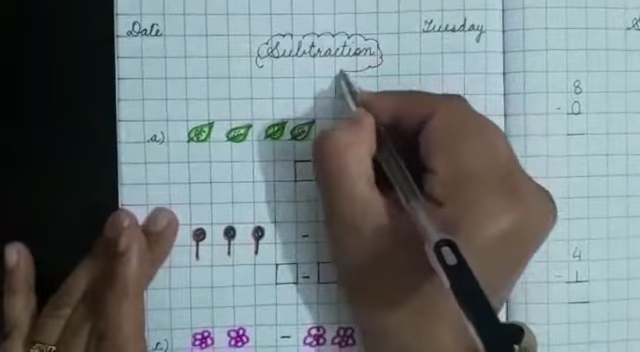 Date Tuesday
Subtraction
8
- 0
a)
-
-
4
- 1
c) -